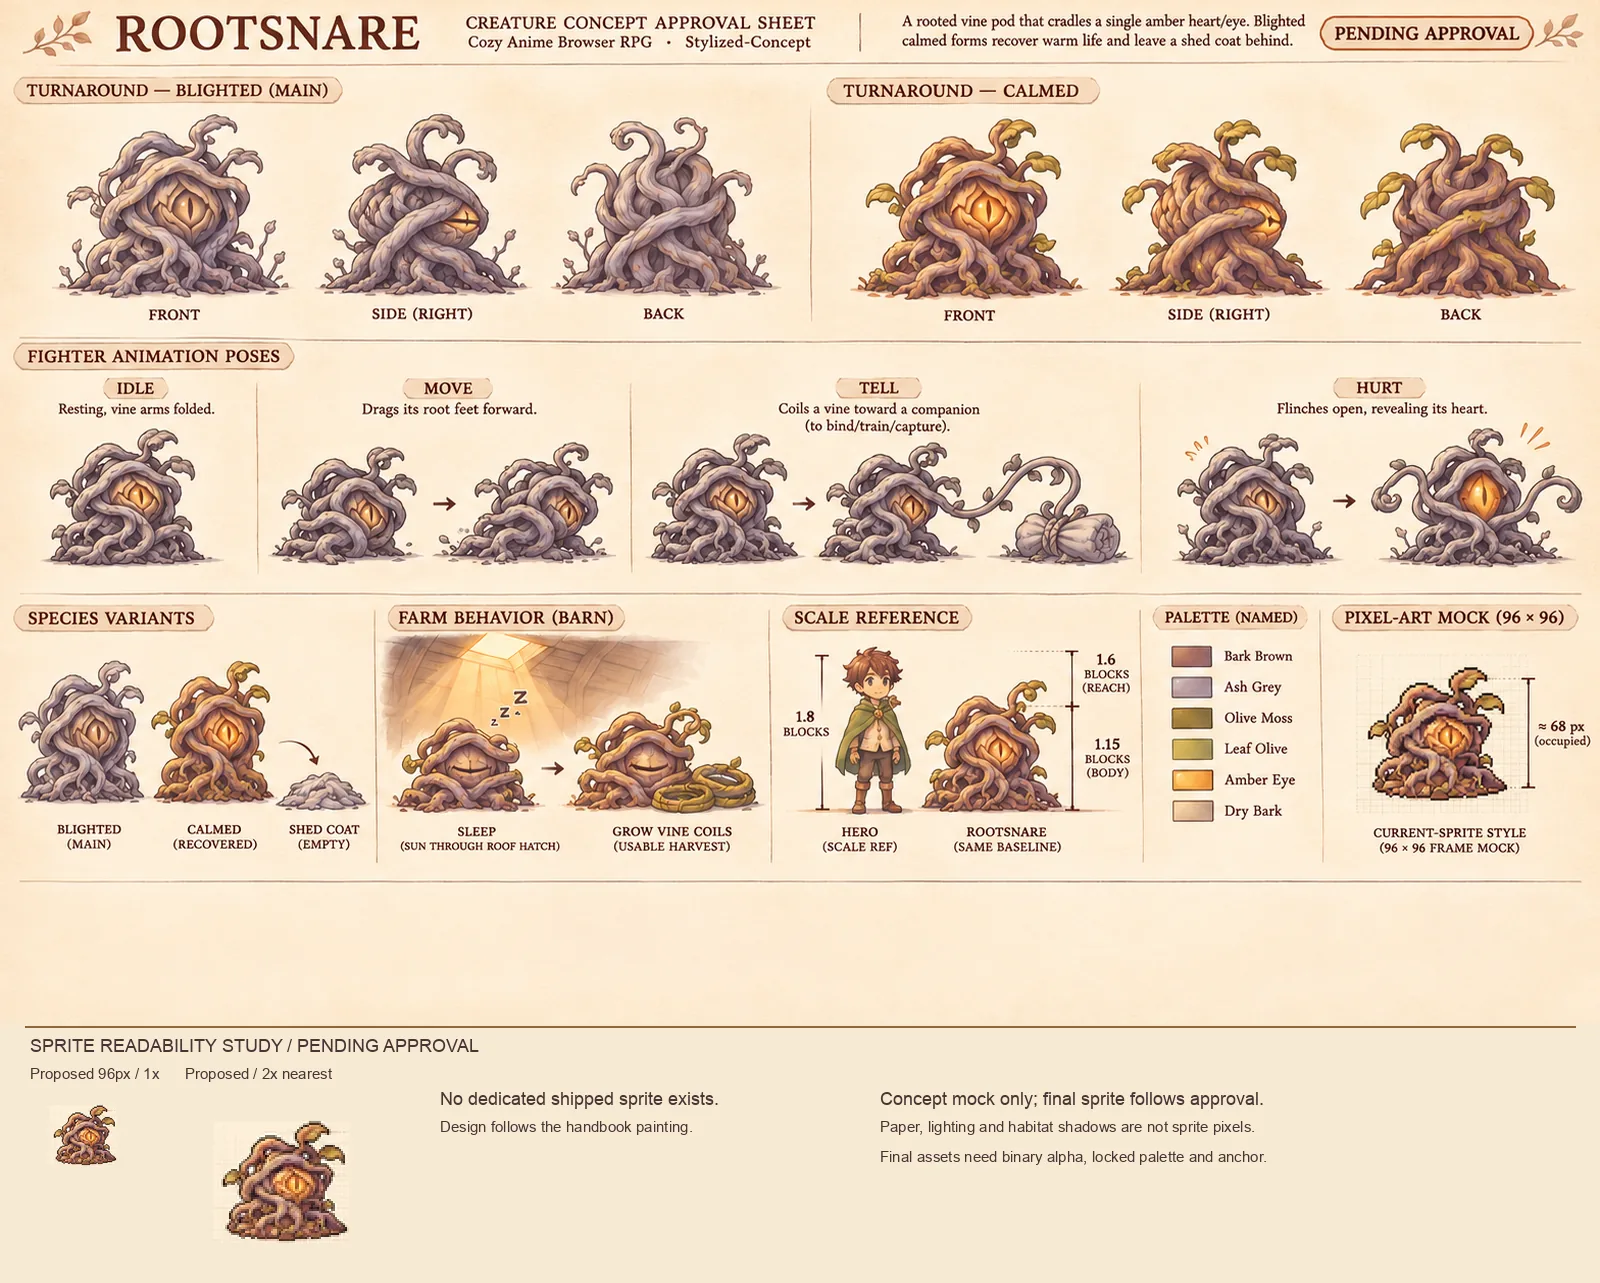 ROOTSNARE
CREATURE CONCEPT APPROVAL SHEET
Cozy Anime Browser RPG • Stylized-Concept
A rooted vine pod that cradles a single amber heart/eye. Blighted
calmed forms recover warm life and leave a shed coat behind.
PENDING APPROVAL
TURNAROUND — BLIGHTED (MAIN)
FRONT
SIDE (RIGHT)
BACK
TURNAROUND — CALMED
FRONT
SIDE (RIGHT)
BACK
FIGHTER ANIMATION POSES
IDLE
Resting, vine arms folded.
MOVE
Drags its root feet forward.
TELL
Coils a vine toward a companion
(to bind/train/capture).
HURT
Flinches open, revealing its heart.
SPECIES VARIANTS
BLIGHTED
(MAIN)
CALMED
(RECOVERED)
SHED COAT
(EMPTY)
FARM BEHAVIOR (BARN)
z z Z
SLEEP
(SUN THROUGH ROOF HATCH)
GROW VINE COILS
(USABLE HARVEST)
SCALE REFERENCE
1.8
BLOCKS
1.6
BLOCKS
(REACH)
1.15
BLOCKS
(BODY)
HERO
(SCALE REF)
ROOTSNARE
(SAME BASELINE)
PALETTE (NAMED)
Bark Brown
Ash Grey
Olive Moss
Leaf Olive
Amber Eye
Dry Bark
PIXEL-ART MOCK (96 × 96)
≈ 68 px
(occupied)
CURRENT-SPRITE STYLE
(96 × 96 FRAME MOCK)
SPRITE READABILITY STUDY / PENDING APPROVAL
Proposed 96px / 1x
Proposed / 2x nearest
No dedicated shipped sprite exists.
Design follows the handbook painting.
Concept mock only; final sprite follows approval.
Paper, lighting and habitat shadows are not sprite pixels.
Final assets need binary alpha, locked palette and anchor.